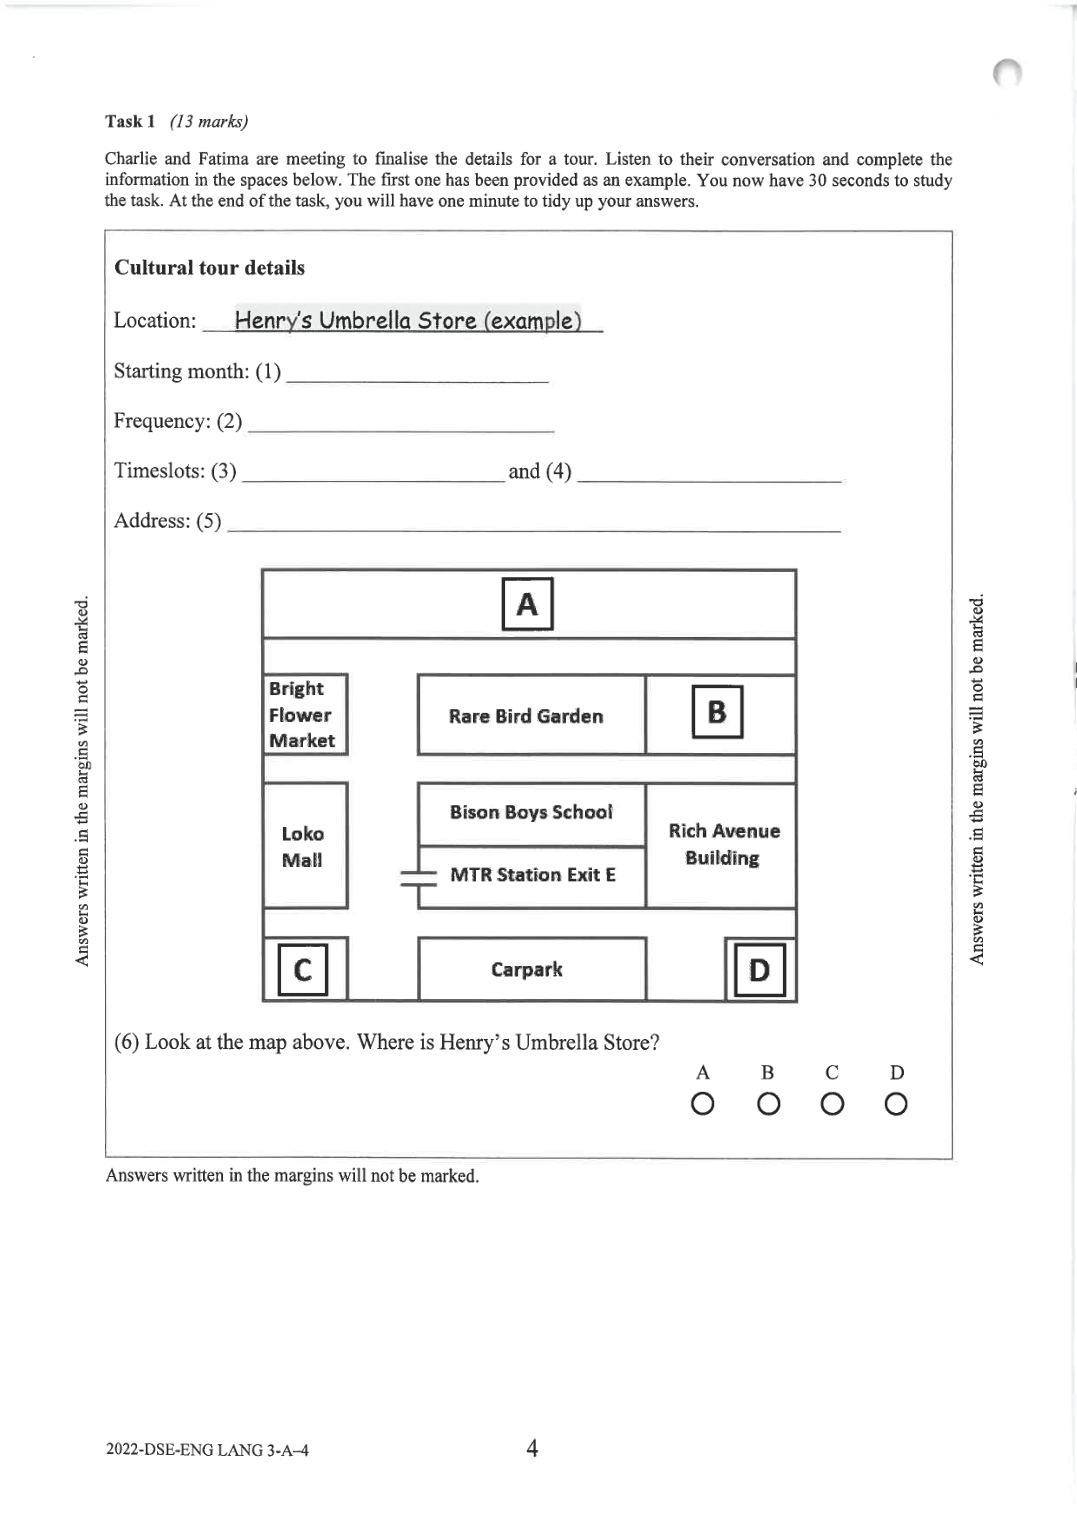 Task 1 (13 marks)
Charlie and Fatima are meeting to finalise the details for a tour. Listen to their conversation and complete the
information in the spaces below. The first one has been provided as an example. You now have 30 seconds to study
the task. At the end of the task, you will have one minute to tidy up your answers.
Cultural tour details
Location: Henry's Umbrella Store (example)
Starting month: (1)
Frequency: (2)
Timeslots: (3) and (4)
Address: (5)
A
Bright
Flower
Market
Rare Bird Garden
B
Loko
Mall
Bison Boys School
MTR Station Exit E
Rich Avenue
Building
C
Carpark
D
(6) Look at the map above. Where is Henry's Umbrella Store?
A B C D
Answers written in the margins will not be marked.
Answers written in the margins will not be marked.
Answers written in the margins will not be marked.
2022-DSE-ENG LANG 3-A-4
4